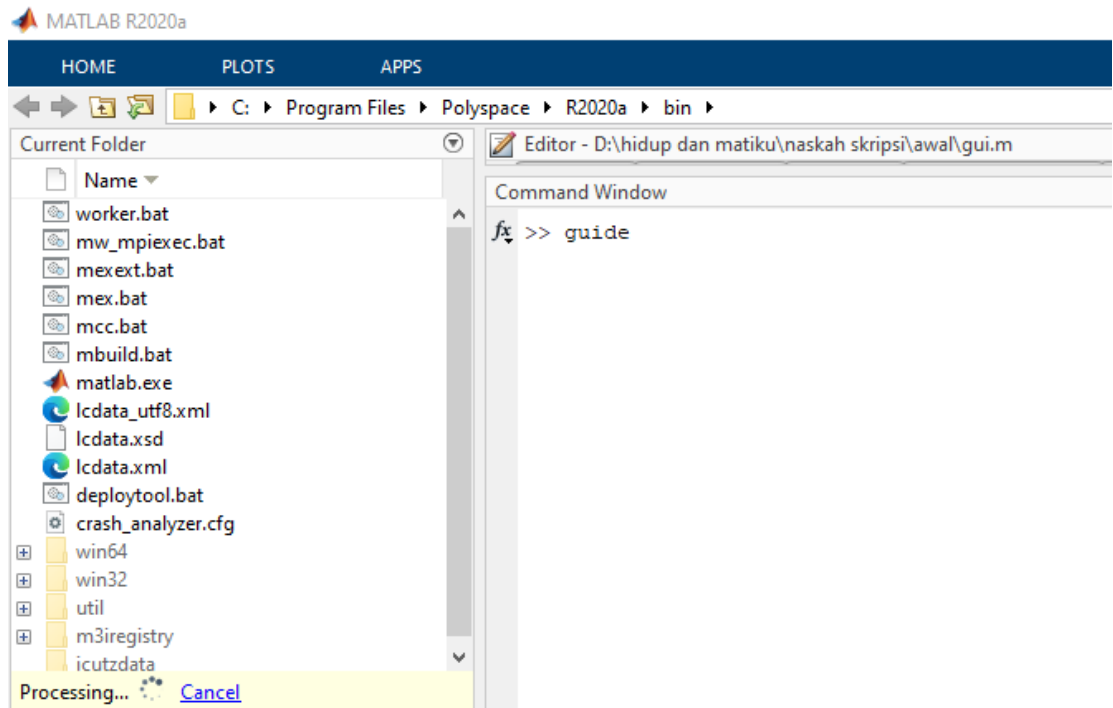 MATLAB R2020a
HOME PLOTS APPS
C: Program Files Polyspace R2020a bin
Current Folder
Editor - D:\hidup dan matiku\naskah skripsi\awal\gui.m
Name
Command Window
worker.bat
fx >> guide
mw_mpiexec.bat
mexext.bat
mex.bat
mcc.bat
mbuild.bat
matlab.exe
lcdata_utf8.xml
lcdata.xsd
lcdata.xml
deploytool.bat
crash_analyzer.cfg
win64
win32
util
m3iregistry
icutzdata
Processing... Cancel